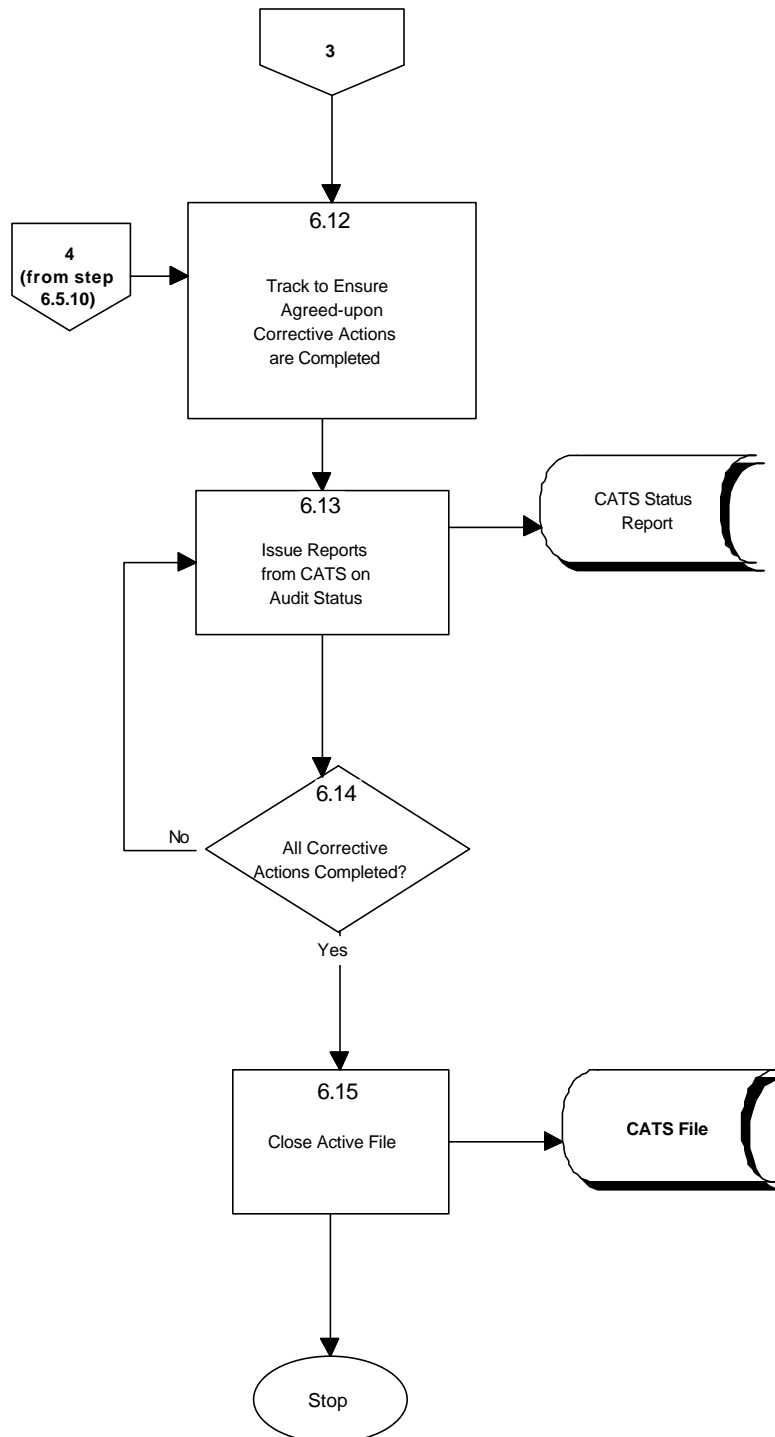 3
6.12
4
(from step
6.5.10)
Track to Ensure
Agreed-upon
Corrective Actions
are Completed
6.13
Issue Reports
from CATS on
Audit Status
CATS Status
Report
6.14
No
All Corrective
Actions Completed?
Yes
6.15
Close Active File
CATS File
Stop